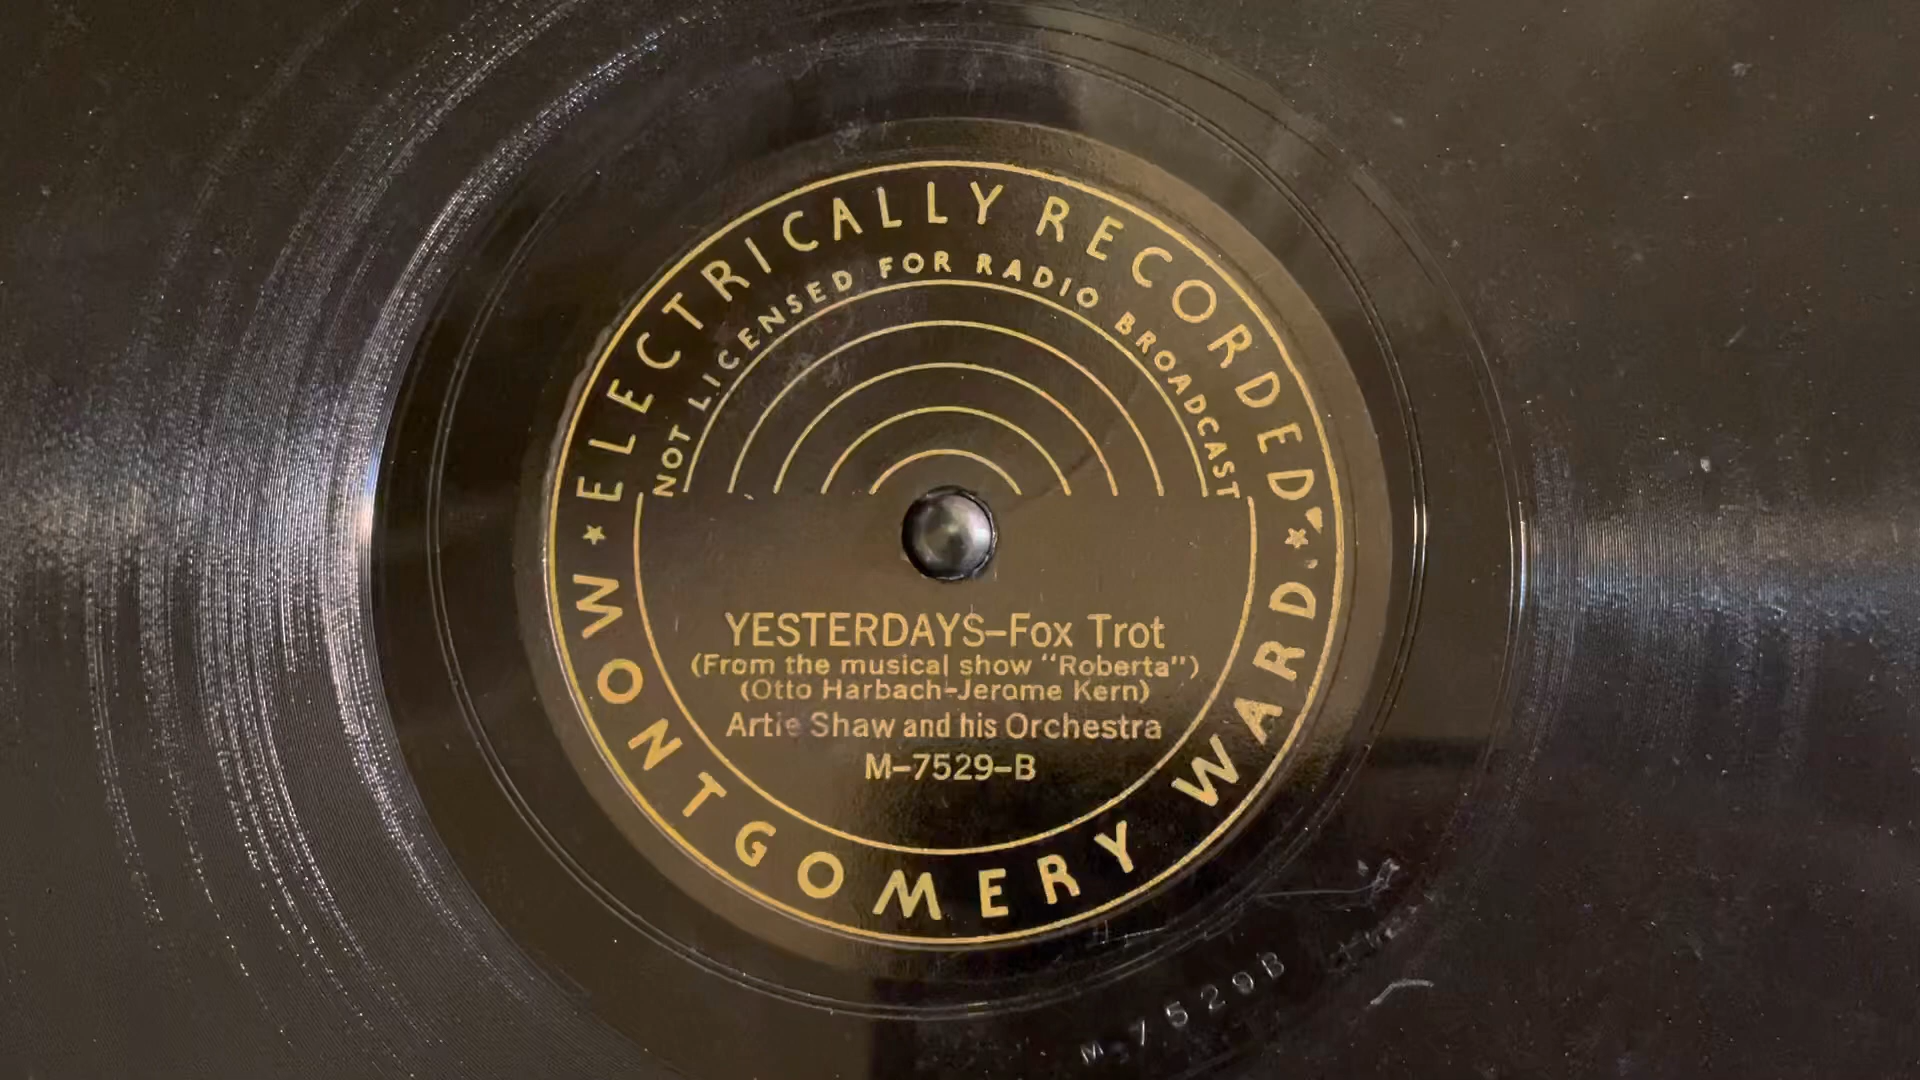 ★ ELECTRICALLY RECORDED ★
NOT LICENSED FOR RADIO BROADCAST
YESTERDAYS–Fox Trot
(From the musical show "Roberta")
(Otto Harbach-Jerome Kern)
Artie Shaw and his Orchestra
M–7529–B
MONTGOMERY WARD
M-7529B